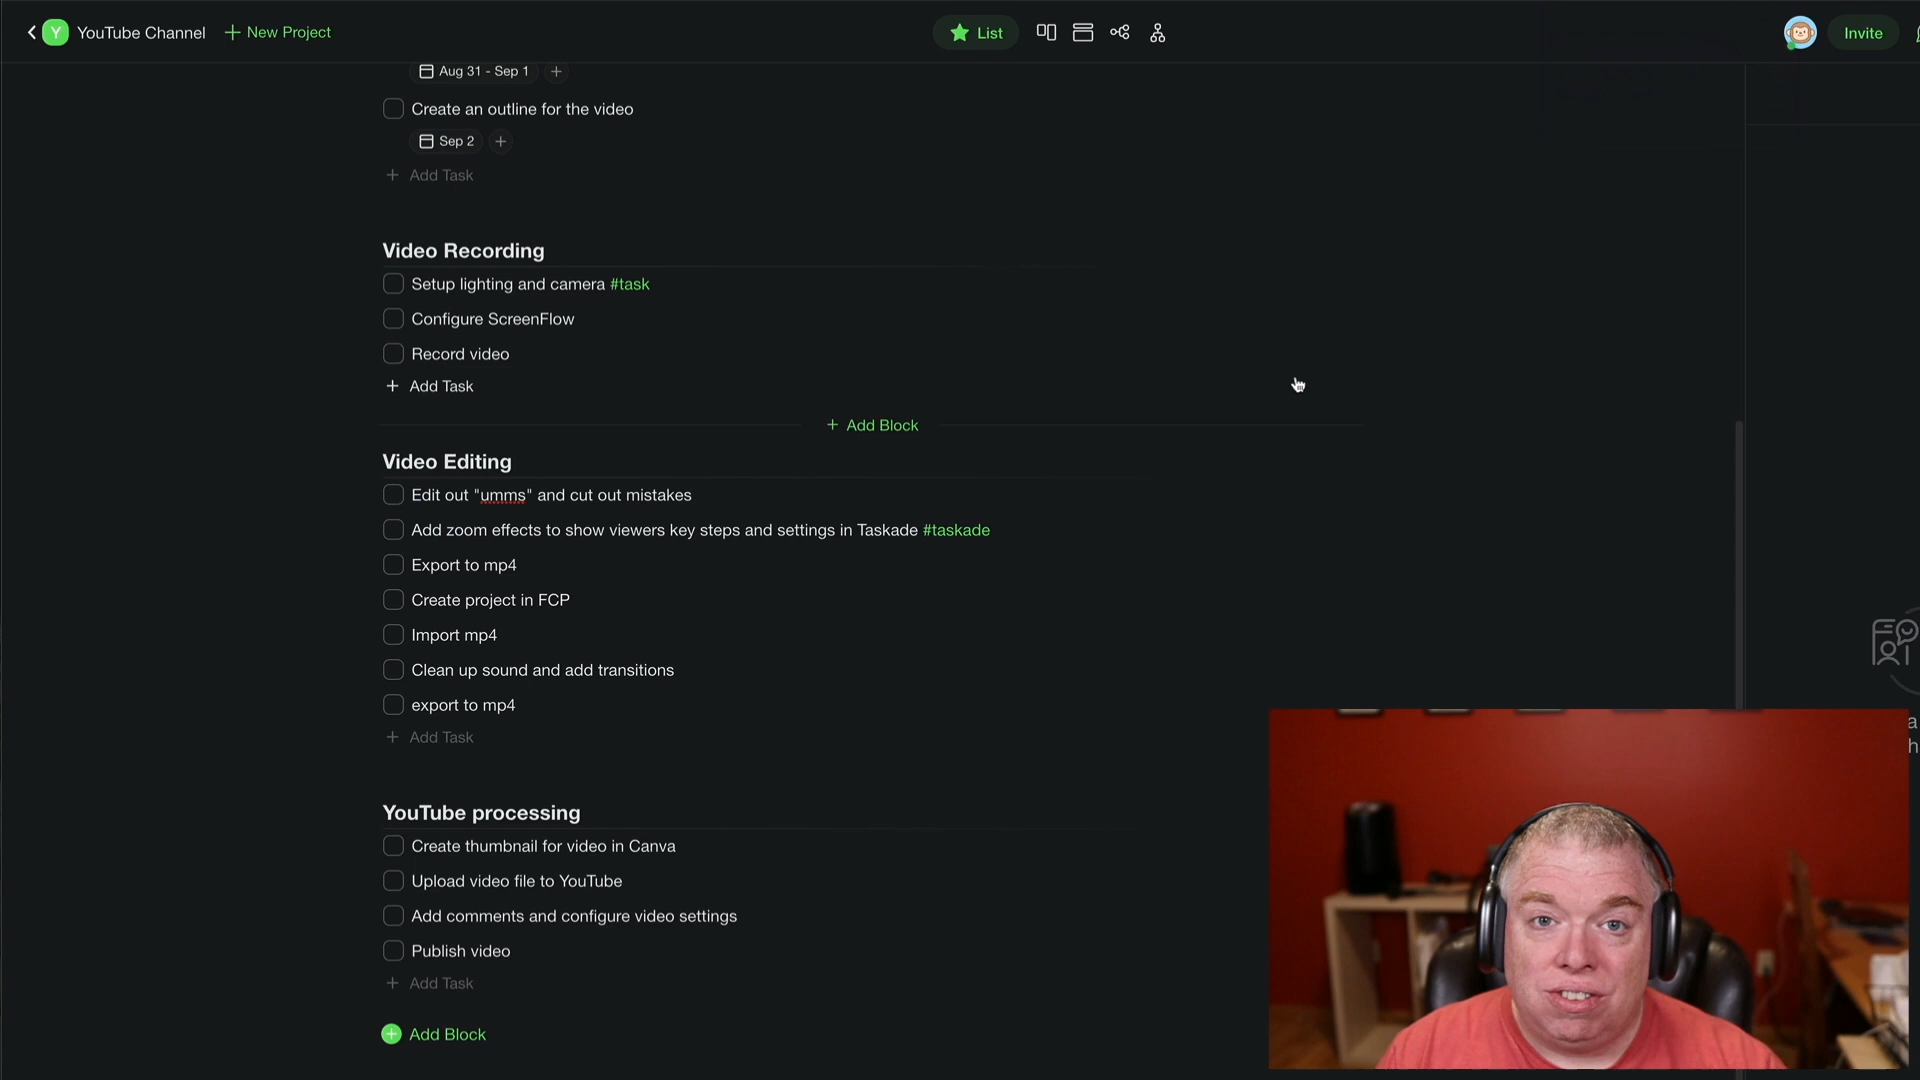 Y YouTube Channel + New Project
List
Invite
Aug 31 - Sep 1 +
Create an outline for the video
Sep 2 +
+ Add Task
Video Recording
Setup lighting and camera #task
Configure ScreenFlow
Record video
+ Add Task
+ Add Block
Video Editing
Edit out "umms" and cut out mistakes
Add zoom effects to show viewers key steps and settings in Taskade #taskade
Export to mp4
Create project in FCP
Import mp4
Clean up sound and add transitions
export to mp4
+ Add Task
a
h
YouTube processing
Create thumbnail for video in Canva
Upload video file to YouTube
Add comments and configure video settings
Publish video
+ Add Task
+ Add Block